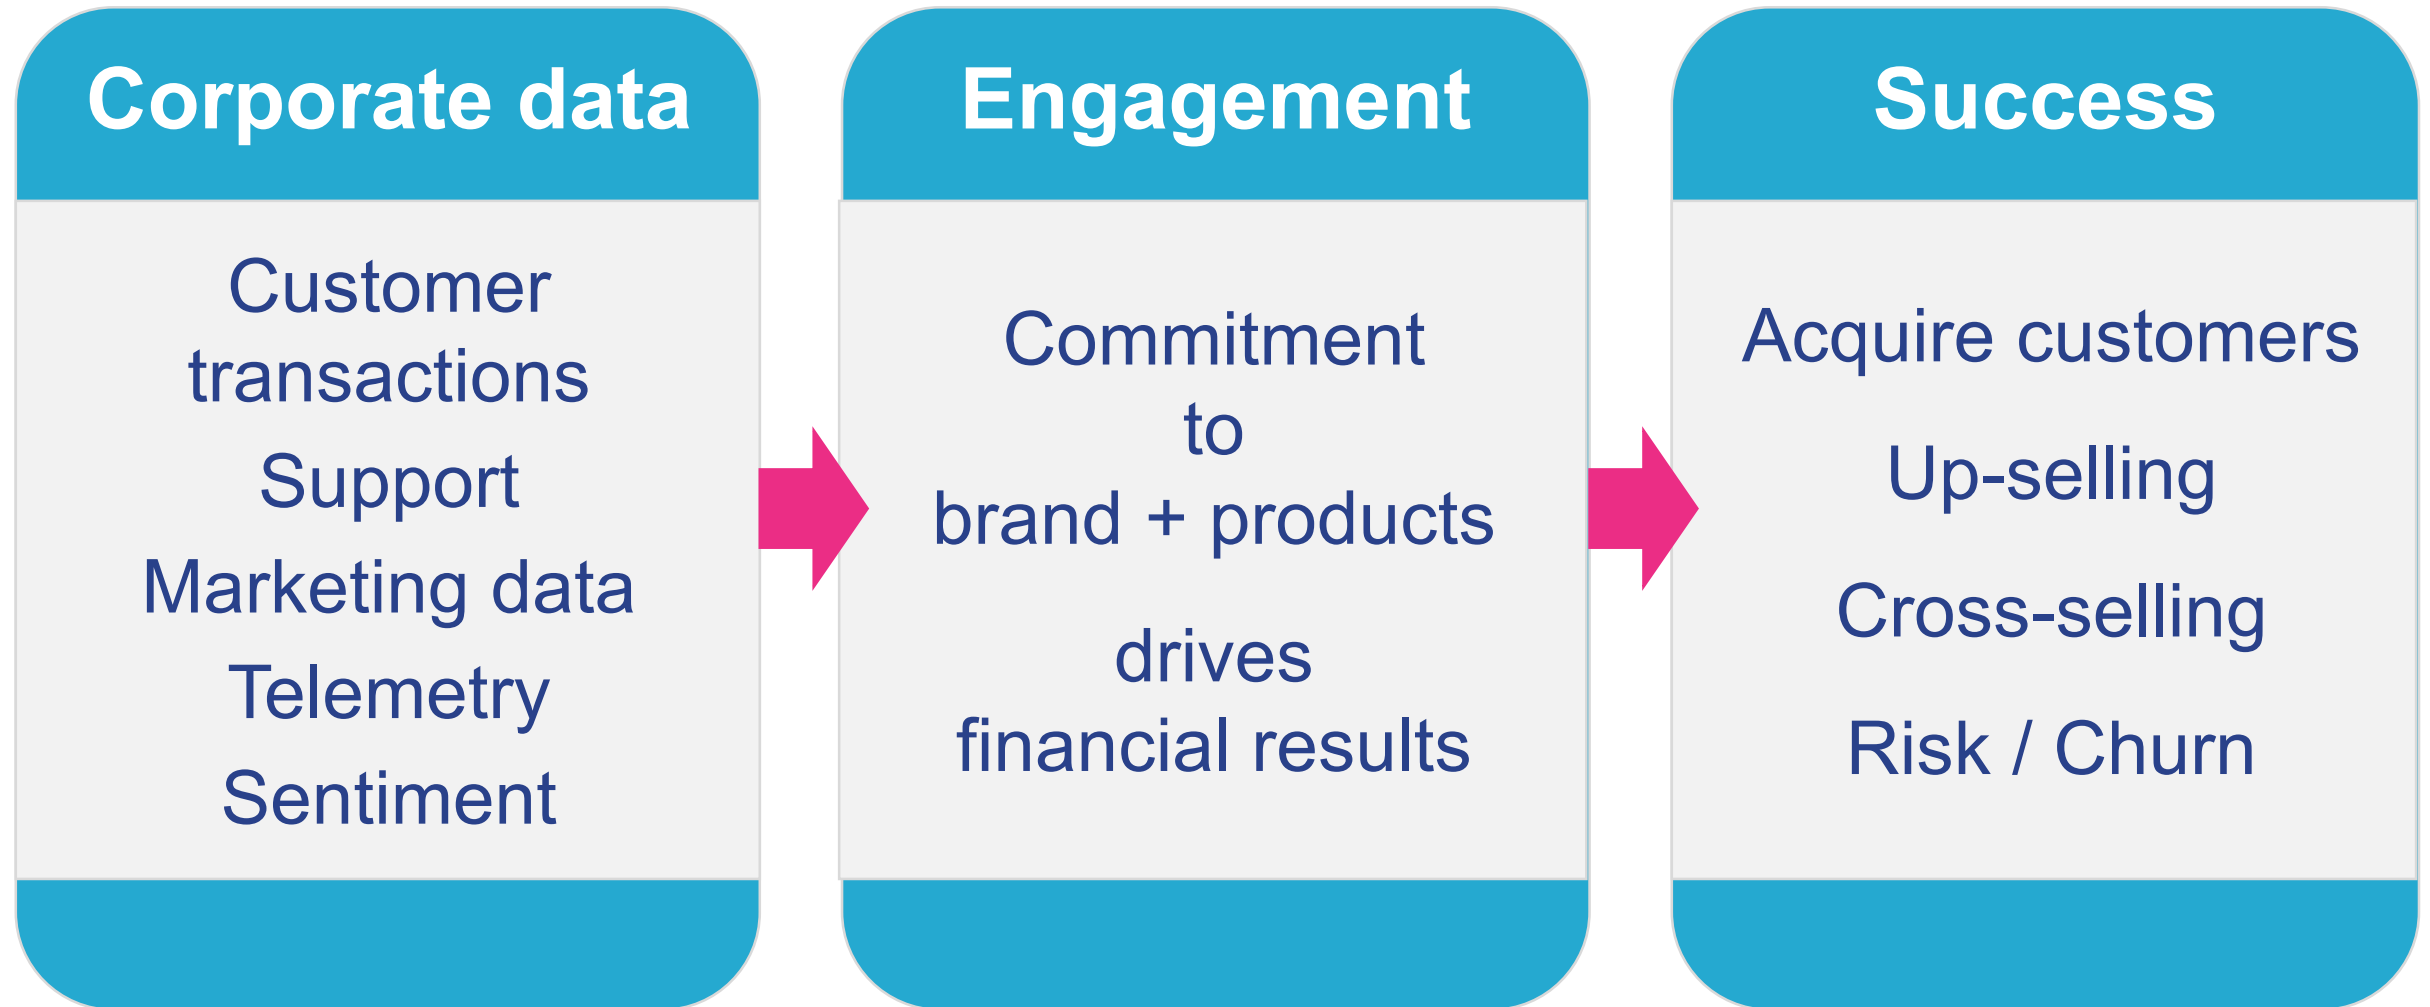 Corporate data
Customer
transactions
Support
Marketing data
Telemetry
Sentiment
Engagement
Commitment
to
brand + products
drives
financial results
Success
Acquire customers
Up-selling
Cross-selling
Risk / Churn